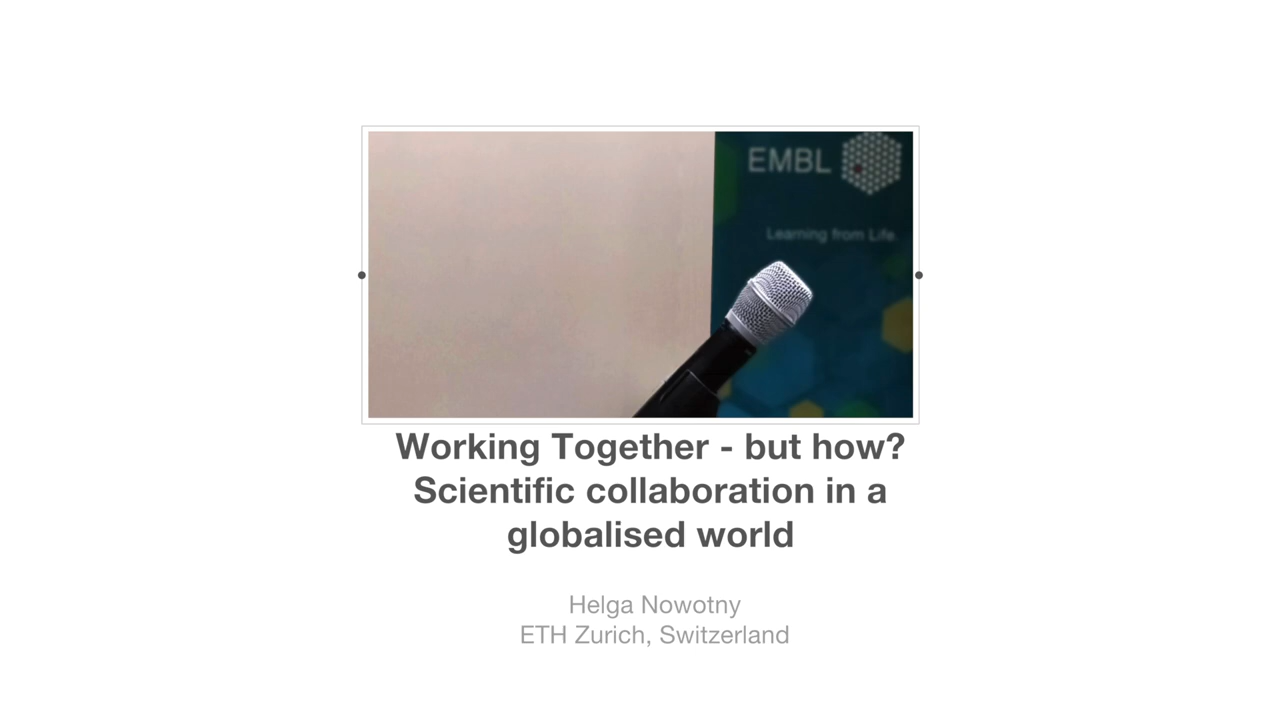 EMBL
Learning from Life.
Working Together - but how?
Scientific collaboration in a
globalised world
Helga Nowotny
ETH Zurich, Switzerland